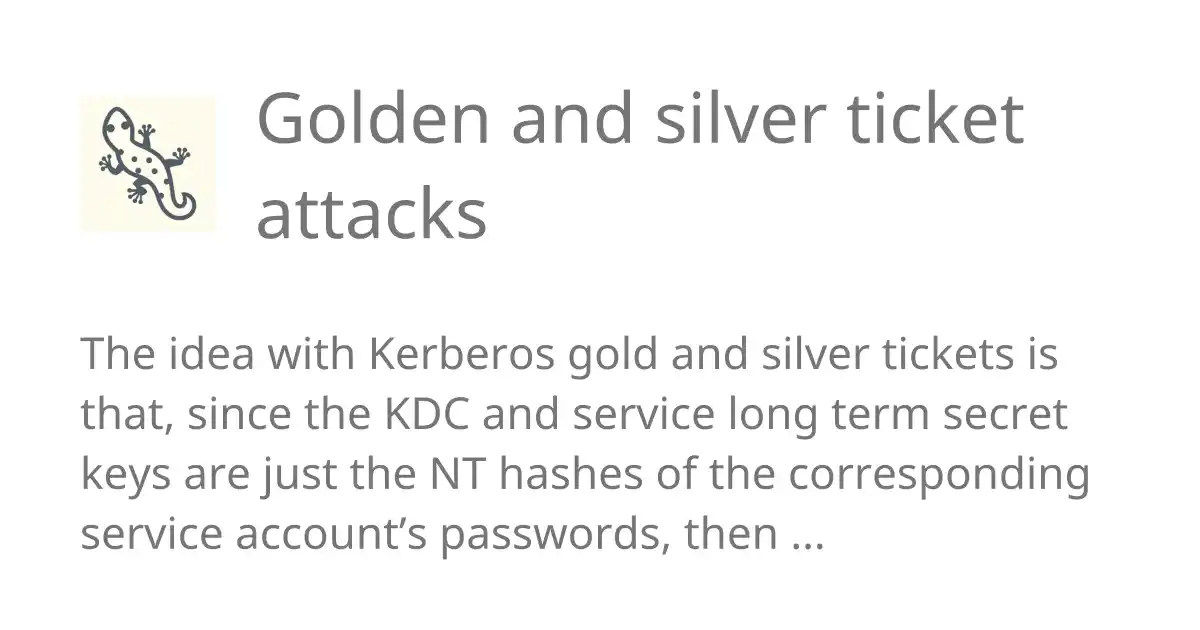 Golden and silver ticket
attacks
The idea with Kerberos gold and silver tickets is
that, since the KDC and service long term secret
keys are just the NT hashes of the corresponding
service account’s passwords, then ...